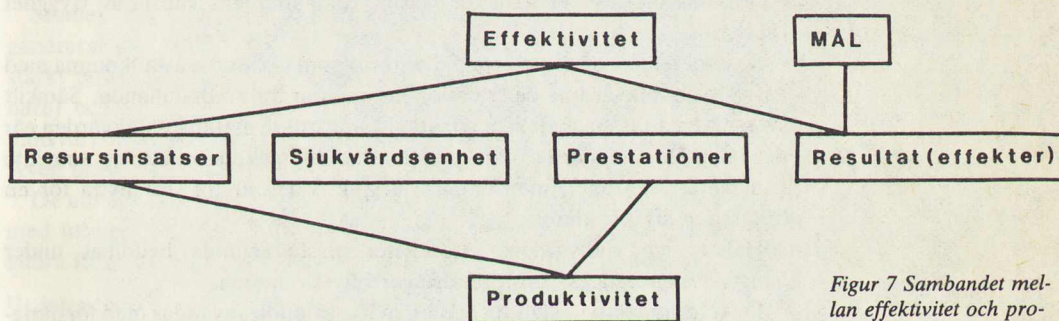 Effektivitet
MÅL
Resursinsatser
Sjukvårdsenhet
Prestationer
Resultat (effekter)
Produktivitet
Figur 7 Sambandet mel-
lan effektivitet och pro-